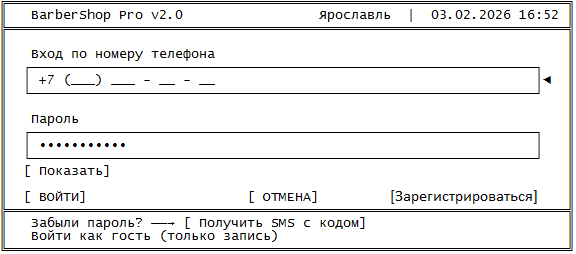 BarberShop Pro v2.0 Ярославль | 03.02.2026 16:52
Вход по номеру телефона
+7 (___) ___ – __ – __ ◄
Пароль
•••••••••••
[ Показать]
[ ВОЙТИ] [ ОТМЕНА] [Зарегистрироваться]
Забыли пароль? ──→ [ Получить SMS с кодом]
Войти как гость (только запись)